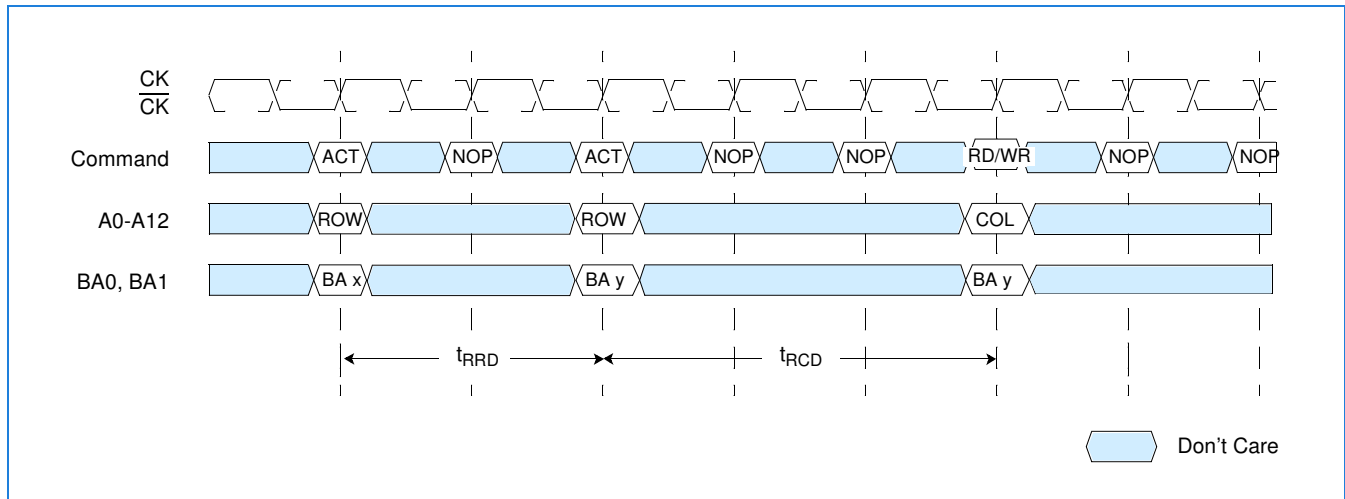 CK
CK
Command ACT NOP ACT NOP NOP RD/WR NOP NOP
A0-A12 ROW ROW COL
BA0, BA1 BA x BA y BA y
tRRD tRCD
Don't Care